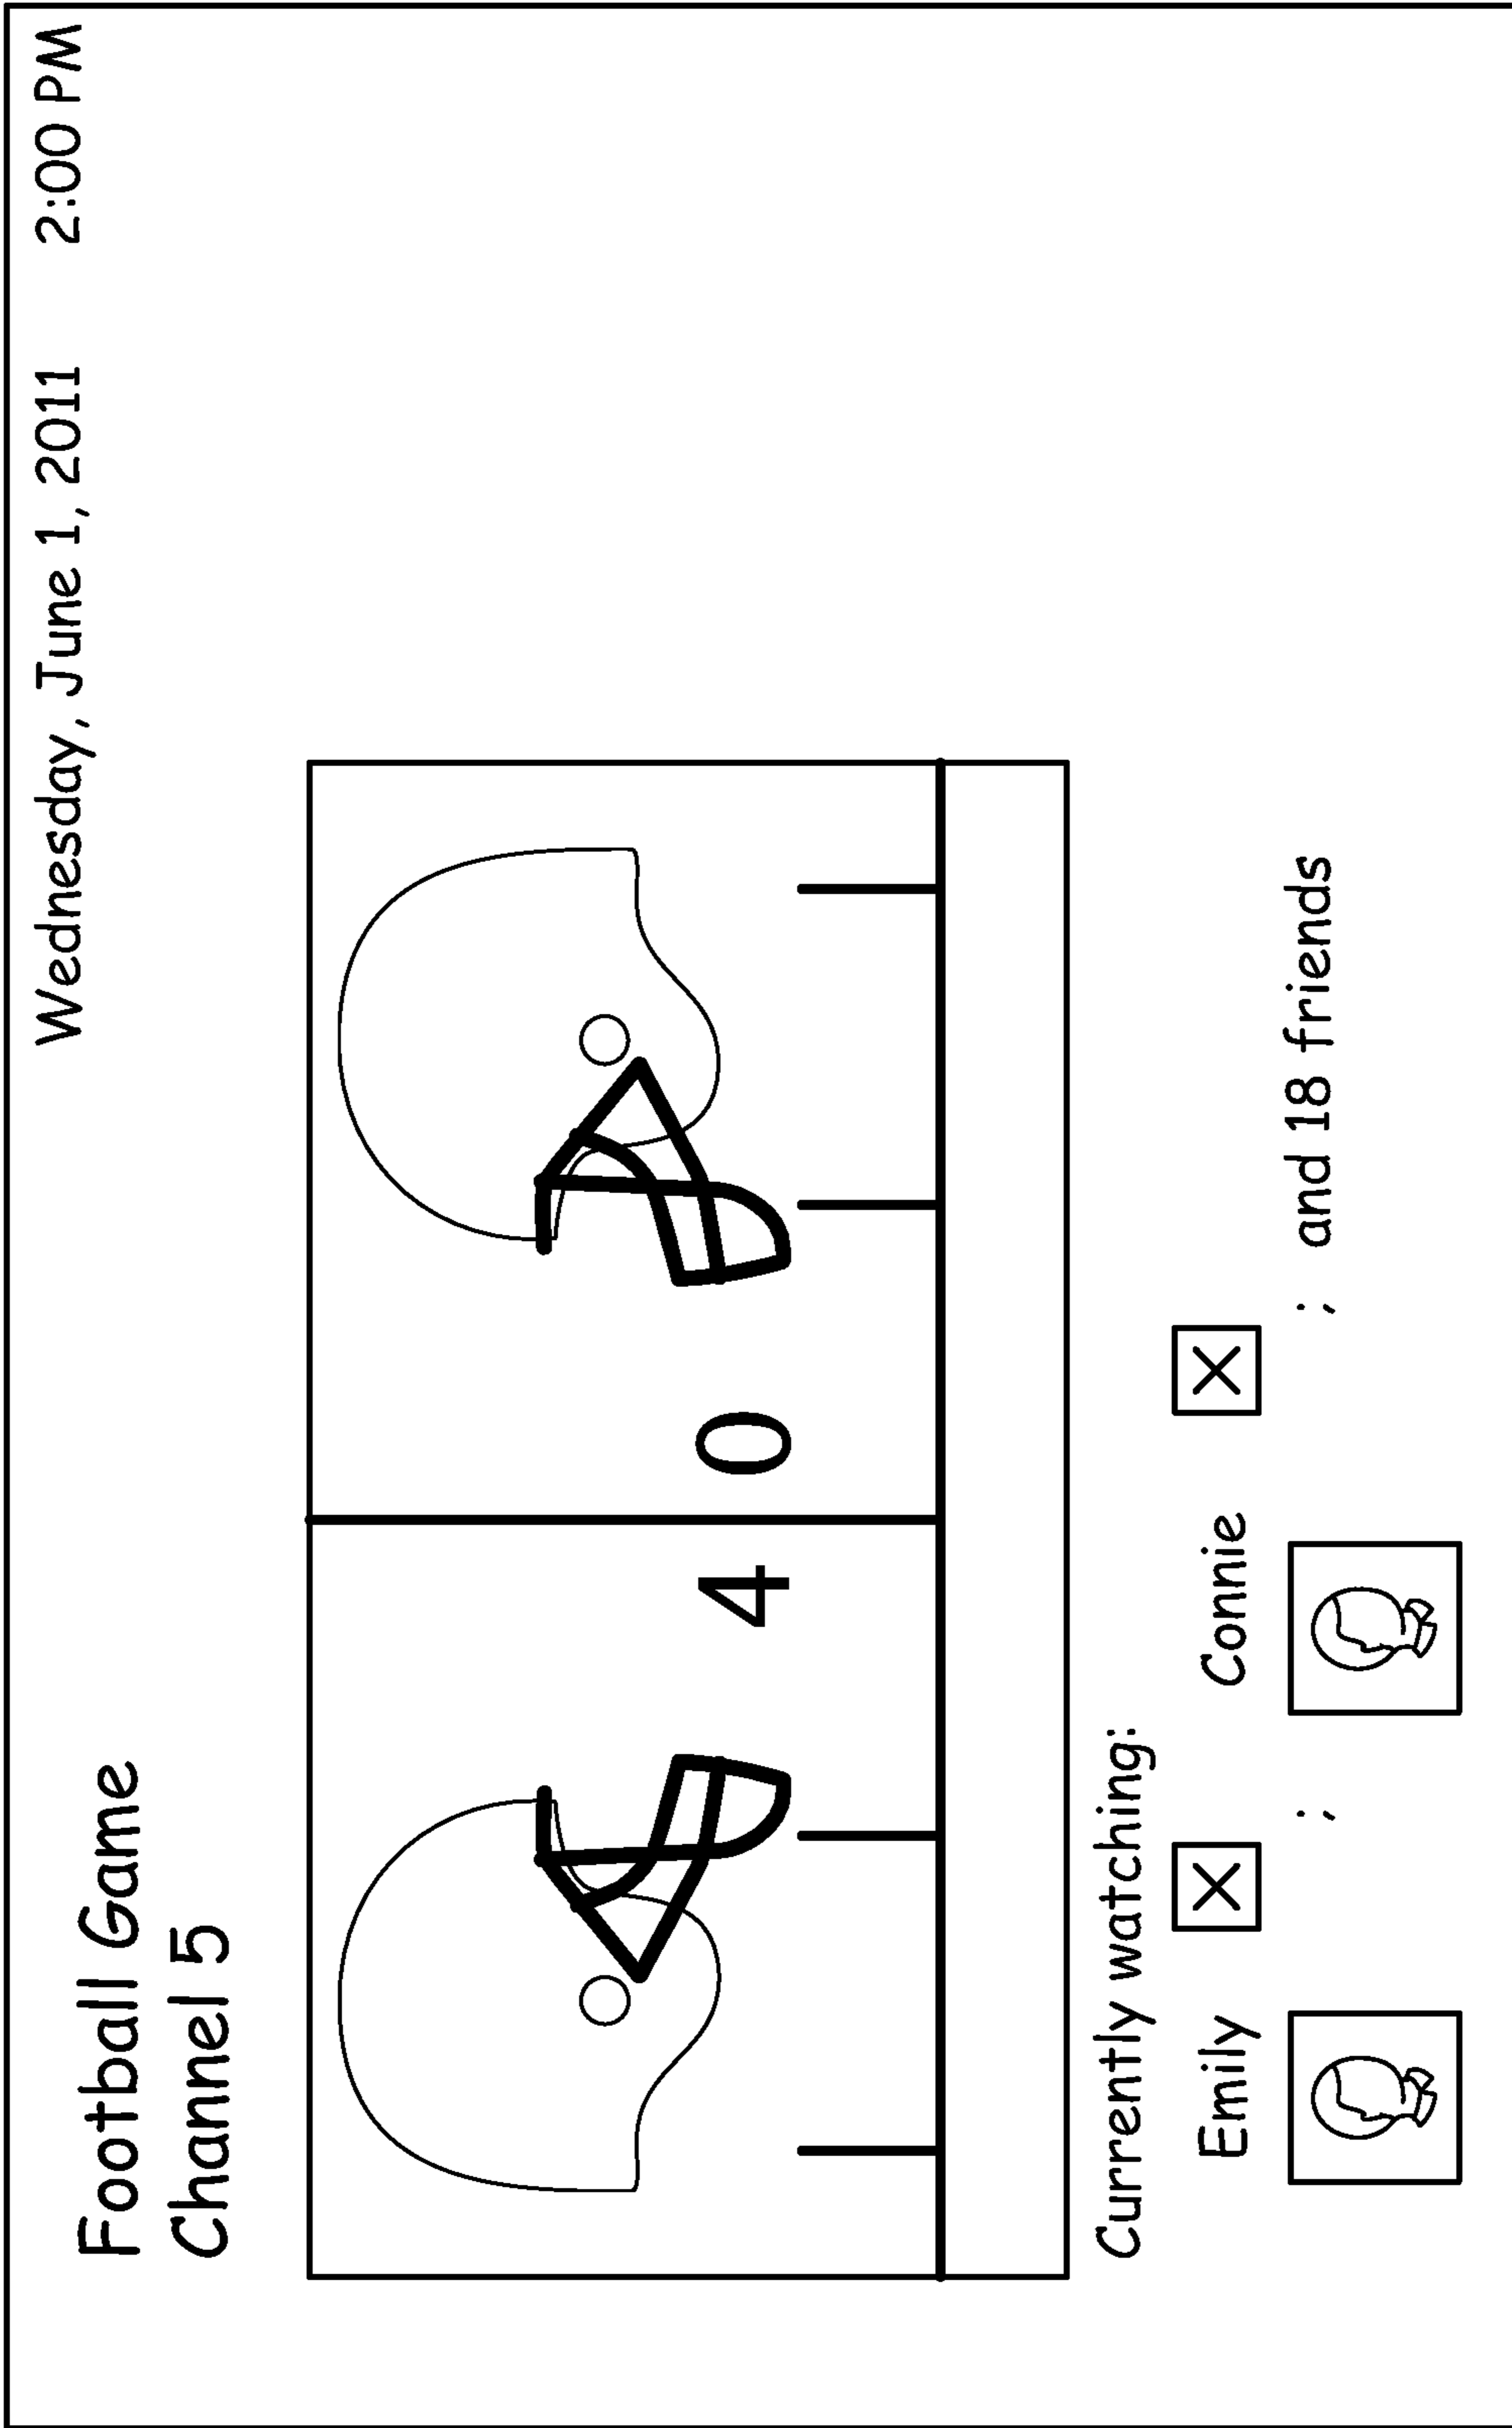 Wednesday, June 1, 2011 2:00 PM
Football Game
Channel 5
4 0
Currently watching:
Emily X Connie X
; ; and 18 friends